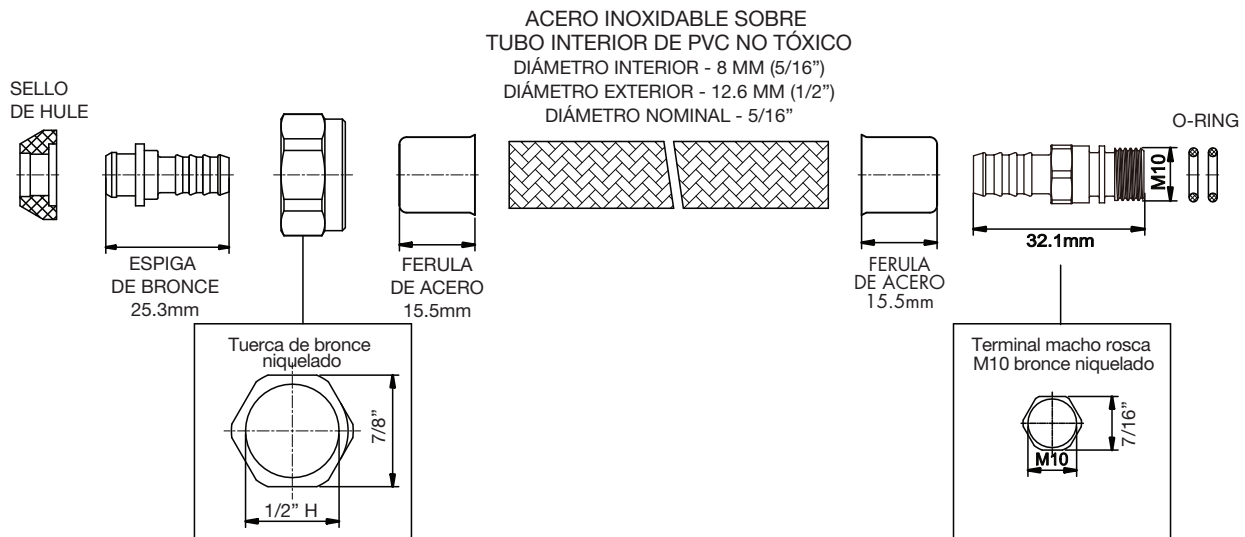 ACERO INOXIDABLE SOBRE
TUBO INTERIOR DE PVC NO TÓXICO
DIÁMETRO INTERIOR - 8 MM (5/16”)
DIÁMETRO EXTERIOR - 12.6 MM (1/2”)
DIÁMETRO NOMINAL - 5/16”
SELLO
DE HULE
O-RING
M10
ESPIGA
DE BRONCE
25.3mm
FERULA
DE ACERO
15.5mm
FERULA
DE ACERO
15.5mm
32.1mm
Tuerca de bronce
niquelado
7/8”
1/2” H
Terminal macho rosca
M10 bronce niquelado
7/16”
M10